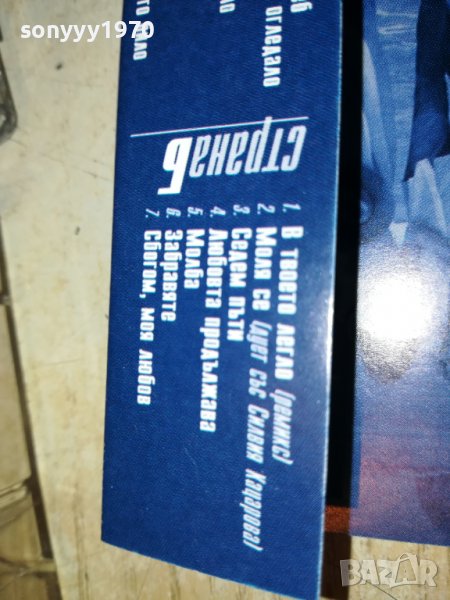 sonyyy1970
огледало
страна Б
1. В твоето легло (ремикс)
2. Моля се (дует със Силвия Кацарова)
3. Седем пъти
4. Любовта продължава
5. Молба
6. Забравяте
7. Сбогом, моя любов
bazar